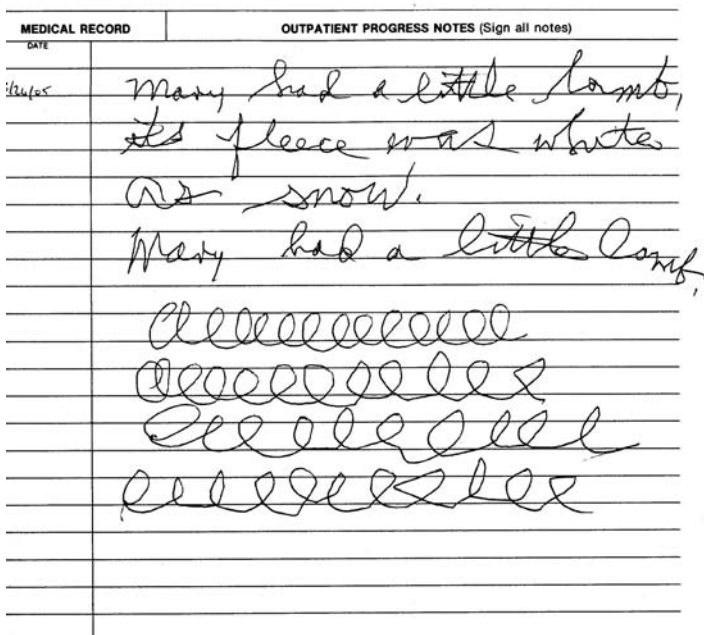 MEDICAL RECORD OUTPATIENT PROGRESS NOTES (Sign all notes)
DATE
Mary had a little lamb,
its fleece was white
as snow.
Mary had a little lamb,